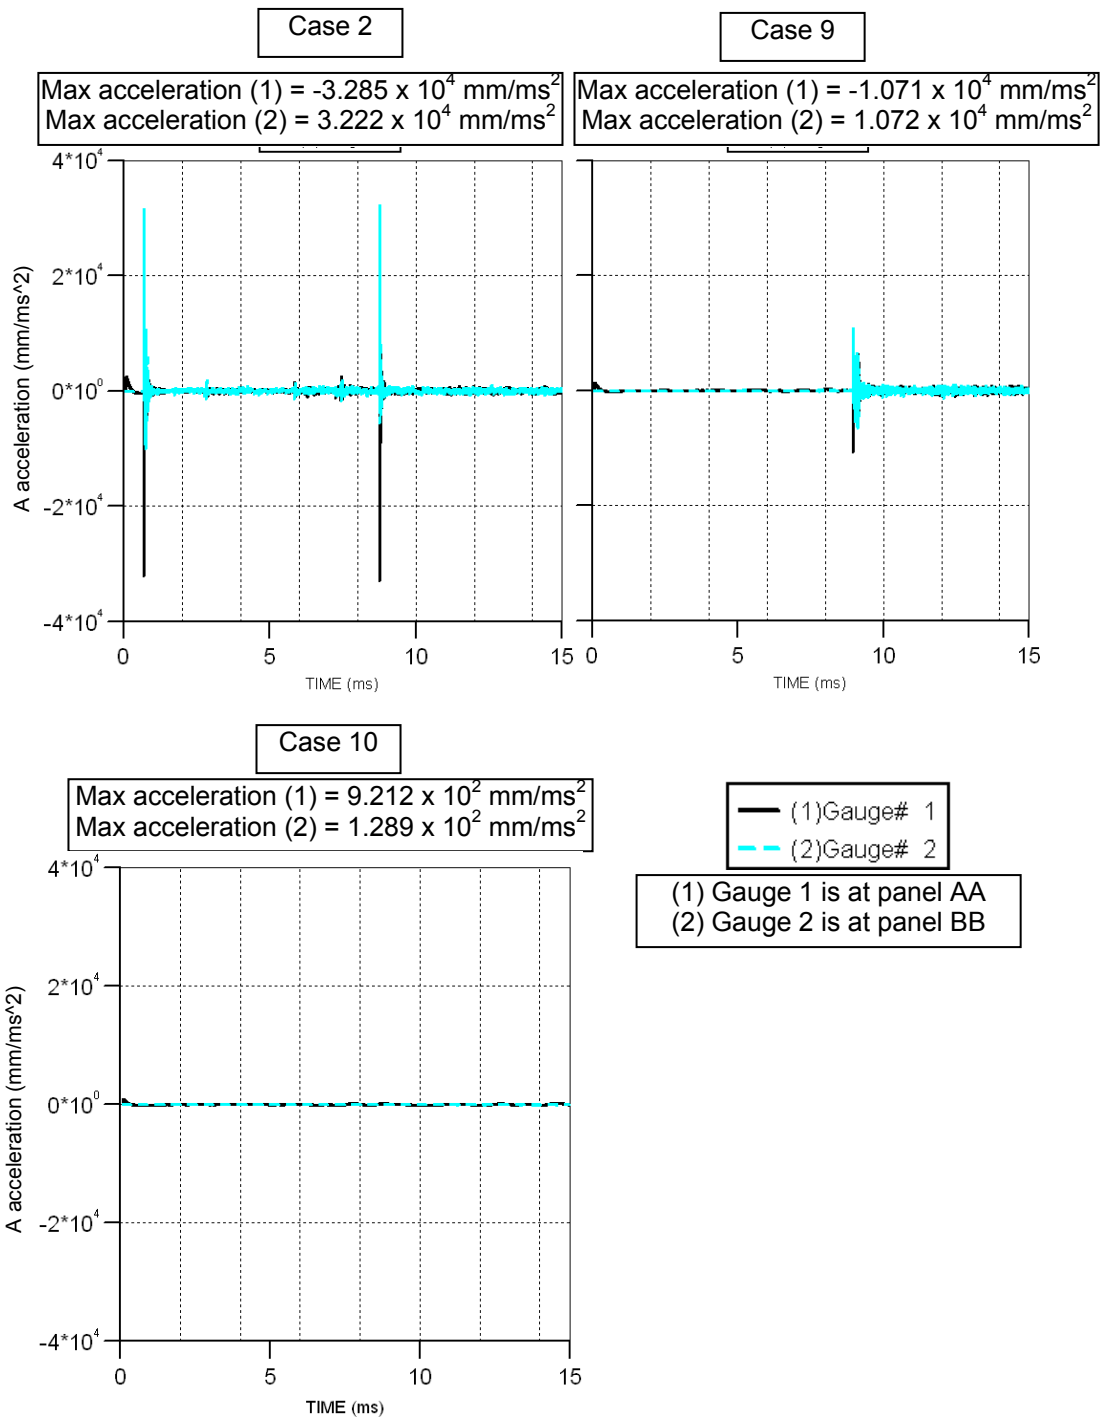 Case 2
Case 9
Max acceleration (1) = -3.285 x 10⁴ mm/ms²
Max acceleration (2) = 3.222 x 10⁴ mm/ms²
Max acceleration (1) = -1.071 x 10⁴ mm/ms²
Max acceleration (2) = 1.072 x 10⁴ mm/ms²
A acceleration (mm/ms^2)
4*10⁴
2*10⁴
0*10⁰
-2*10⁴
-4*10⁴
0 5 10 15
TIME (ms)
0 5 10 15
TIME (ms)
Case 10
Max acceleration (1) = 9.212 x 10² mm/ms²
Max acceleration (2) = 1.289 x 10² mm/ms²
A acceleration (mm/ms^2)
4*10⁴
2*10⁴
0*10⁰
-2*10⁴
-4*10⁴
0 5 10 15
TIME (ms)
(1)Gauge# 1
(2)Gauge# 2
(1) Gauge 1 is at panel AA
(2) Gauge 2 is at panel BB